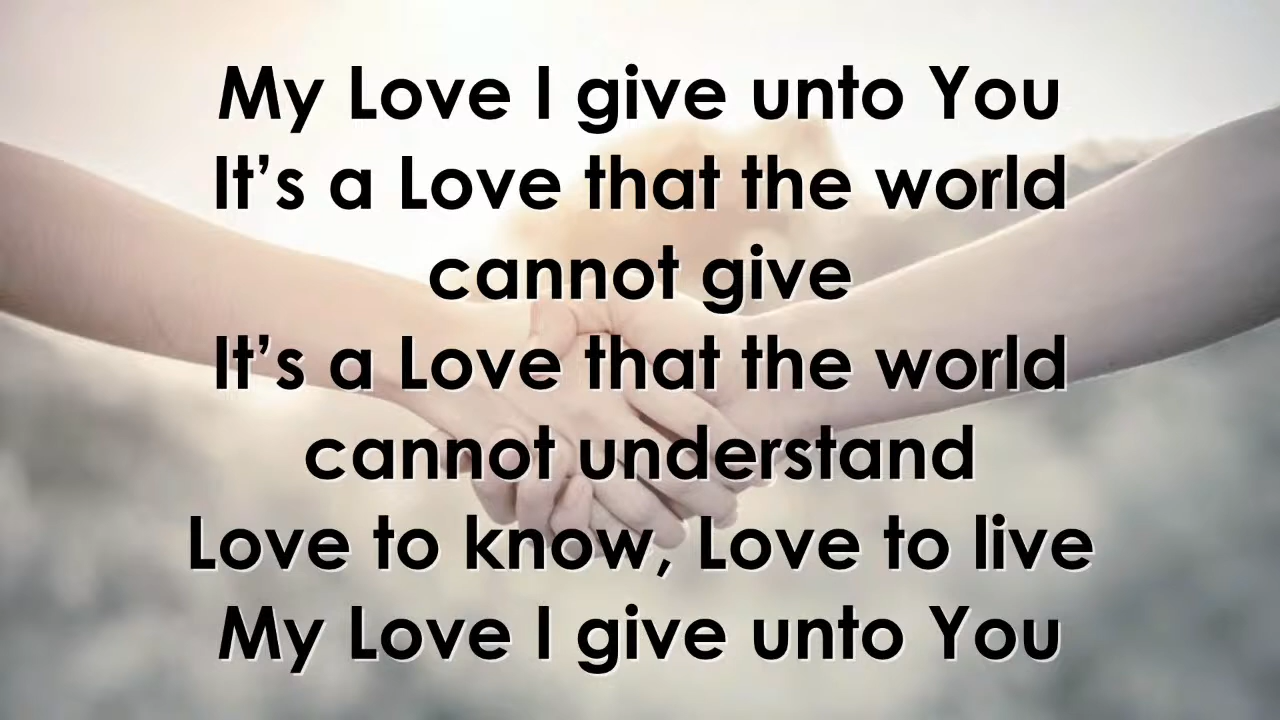 My Love I give unto You
It’s a Love that the world
cannot give
It’s a Love that the world
cannot understand
Love to know, Love to live
My Love I give unto You